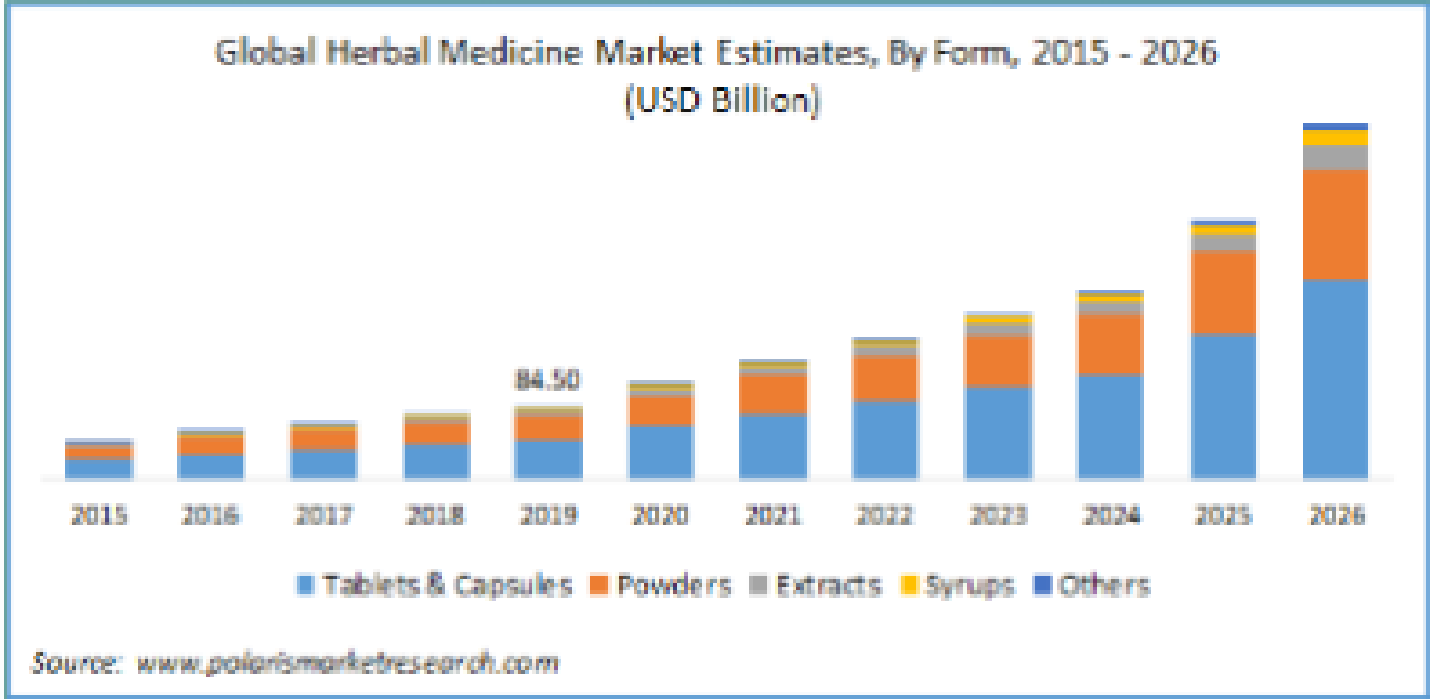 Global Herbal Medicine Market Estimates, By Form, 2015 - 2026
(USD Billion)
84.50
2015 2016 2017 2018 2019 2020 2021 2022 2023 2024 2025 2026
Tablets & Capsules Powders Extracts Syrups Others
Source: www.polarismarketresearch.com